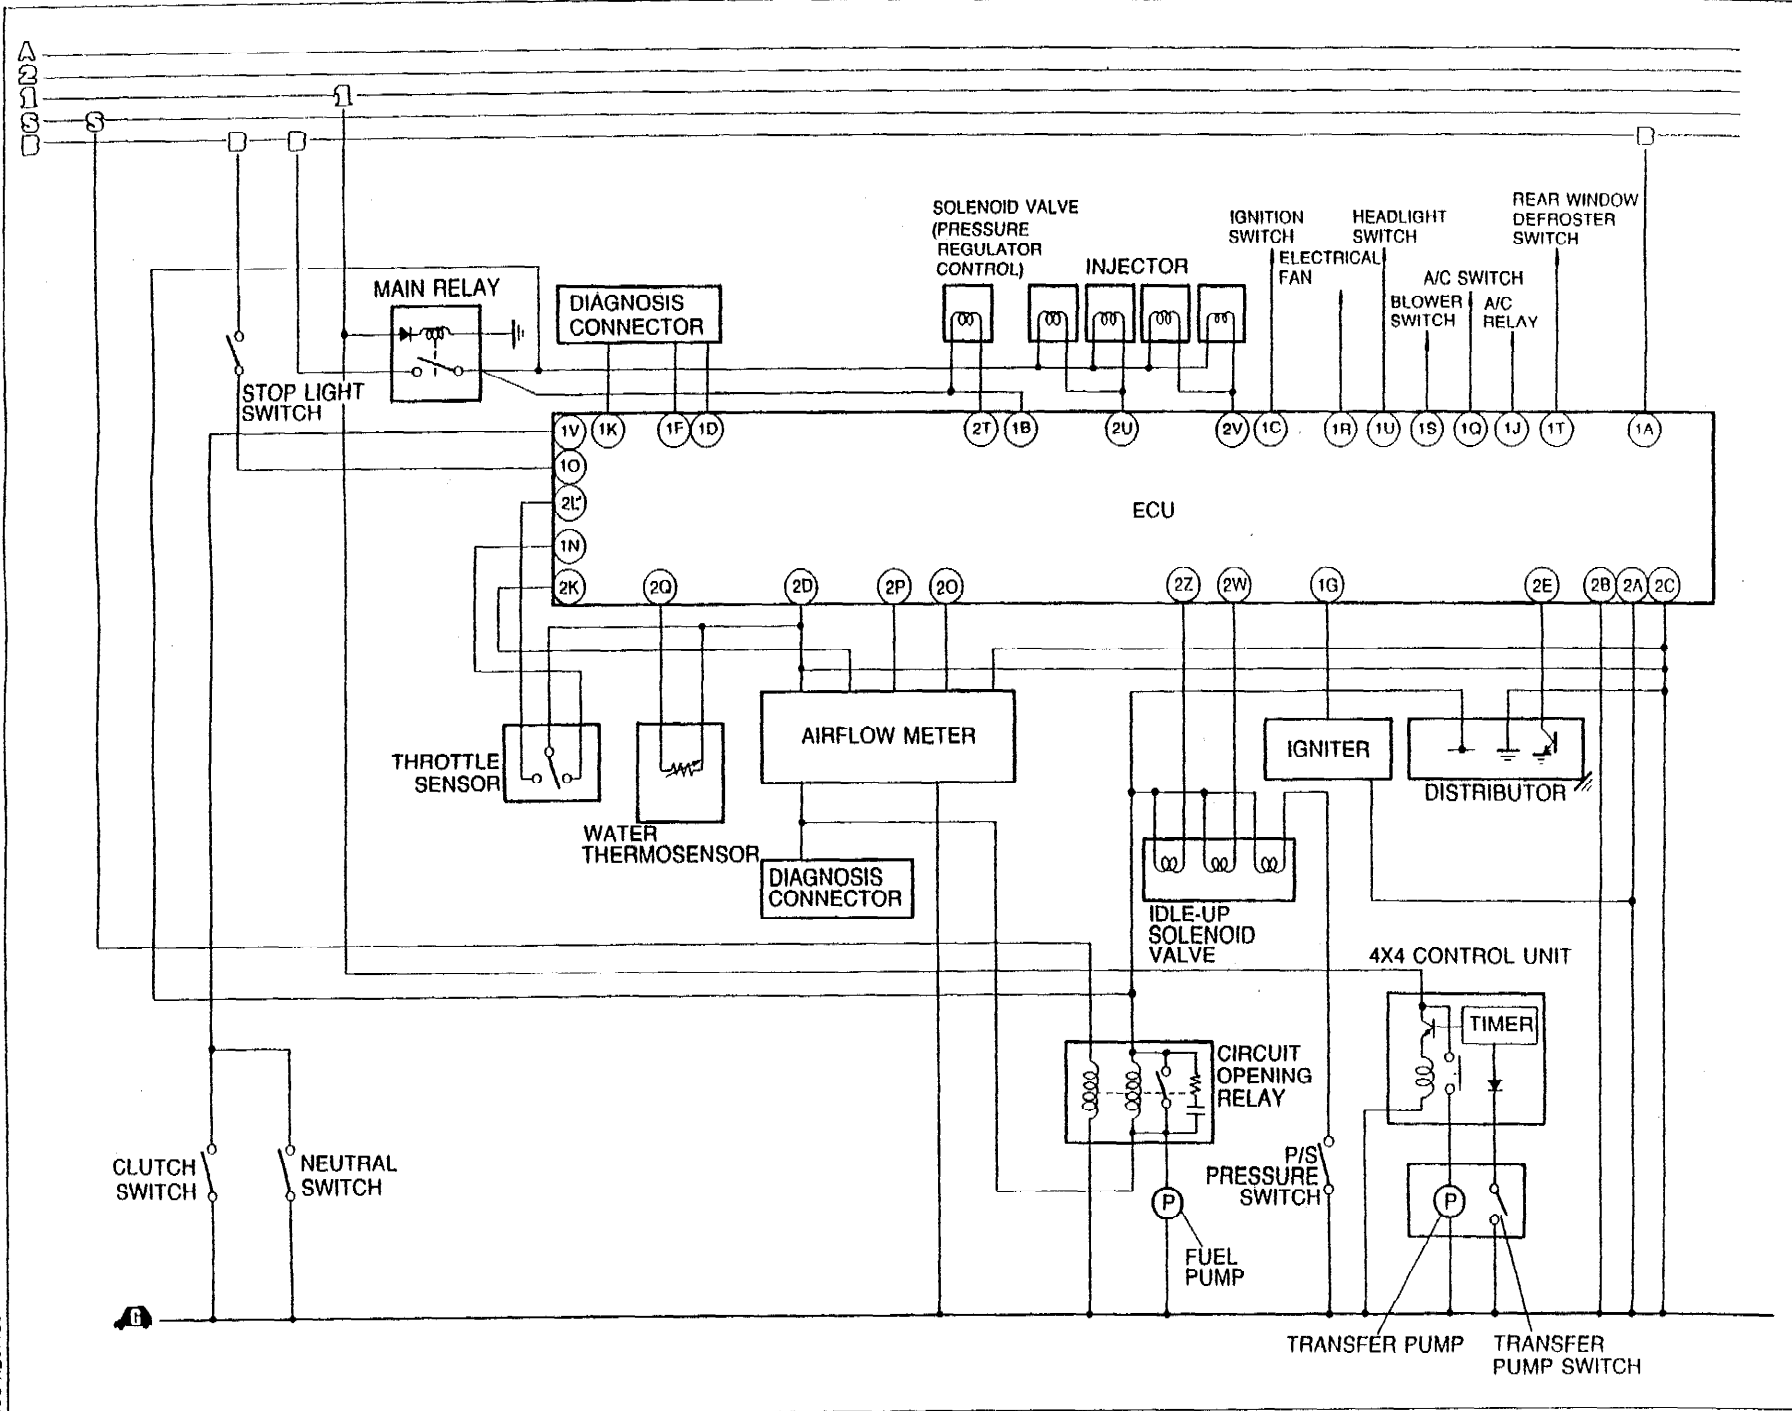 A
2
1
S
B
1
S
B
B
B
SOLENOID VALVE
(PRESSURE
REGULATOR
CONTROL)
INJECTOR
IGNITION
SWITCH
ELECTRICAL
FAN
HEADLIGHT
SWITCH
A/C SWITCH
BLOWER
SWITCH
A/C
RELAY
REAR WINDOW
DEFROSTER
SWITCH
MAIN RELAY
DIAGNOSIS
CONNECTOR
STOP LIGHT
SWITCH
1V
1K
1F
1D
2T
1B
2U
2V
1C
1R
1U
1S
1Q
1J
1T
1A
1O
2L
1N
2K
ECU
2Q
2D
2P
2O
2Z
2W
1G
2E
2B
2A
2C
THROTTLE
SENSOR
WATER
THERMOSENSOR
AIRFLOW METER
DIAGNOSIS
CONNECTOR
IGNITER
DISTRIBUTOR
IDLE-UP
SOLENOID
VALVE
4X4 CONTROL UNIT
TIMER
CIRCUIT
OPENING
RELAY
P/S
PRESSURE
SWITCH
CLUTCH
SWITCH
NEUTRAL
SWITCH
P
FUEL
PUMP
P
G
TRANSFER PUMP
TRANSFER
PUMP SWITCH